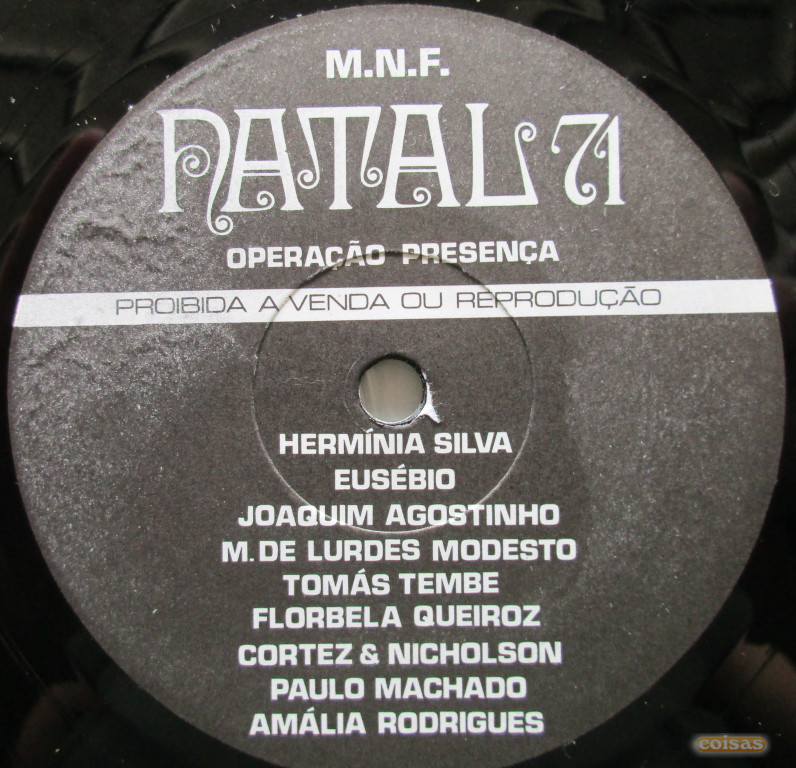 M.N.F.
NATAL 71
OPERAÇÃO PRESENÇA
PROIBIDA A VENDA OU REPRODUÇÃO
HERMÍNIA SILVA
EUSÉBIO
JOAQUIM AGOSTINHO
M. DE LURDES MODESTO
TOMÁS TEMBE
FLORBELA QUEIROZ
CORTEZ & NICHOLSON
PAULO MACHADO
AMÁLIA RODRIGUES
coisas